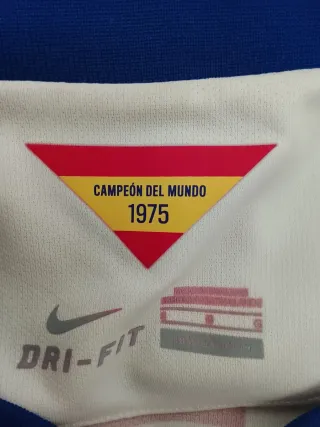 CAMPEÓN DEL MUNDO
1975
DRI-FIT